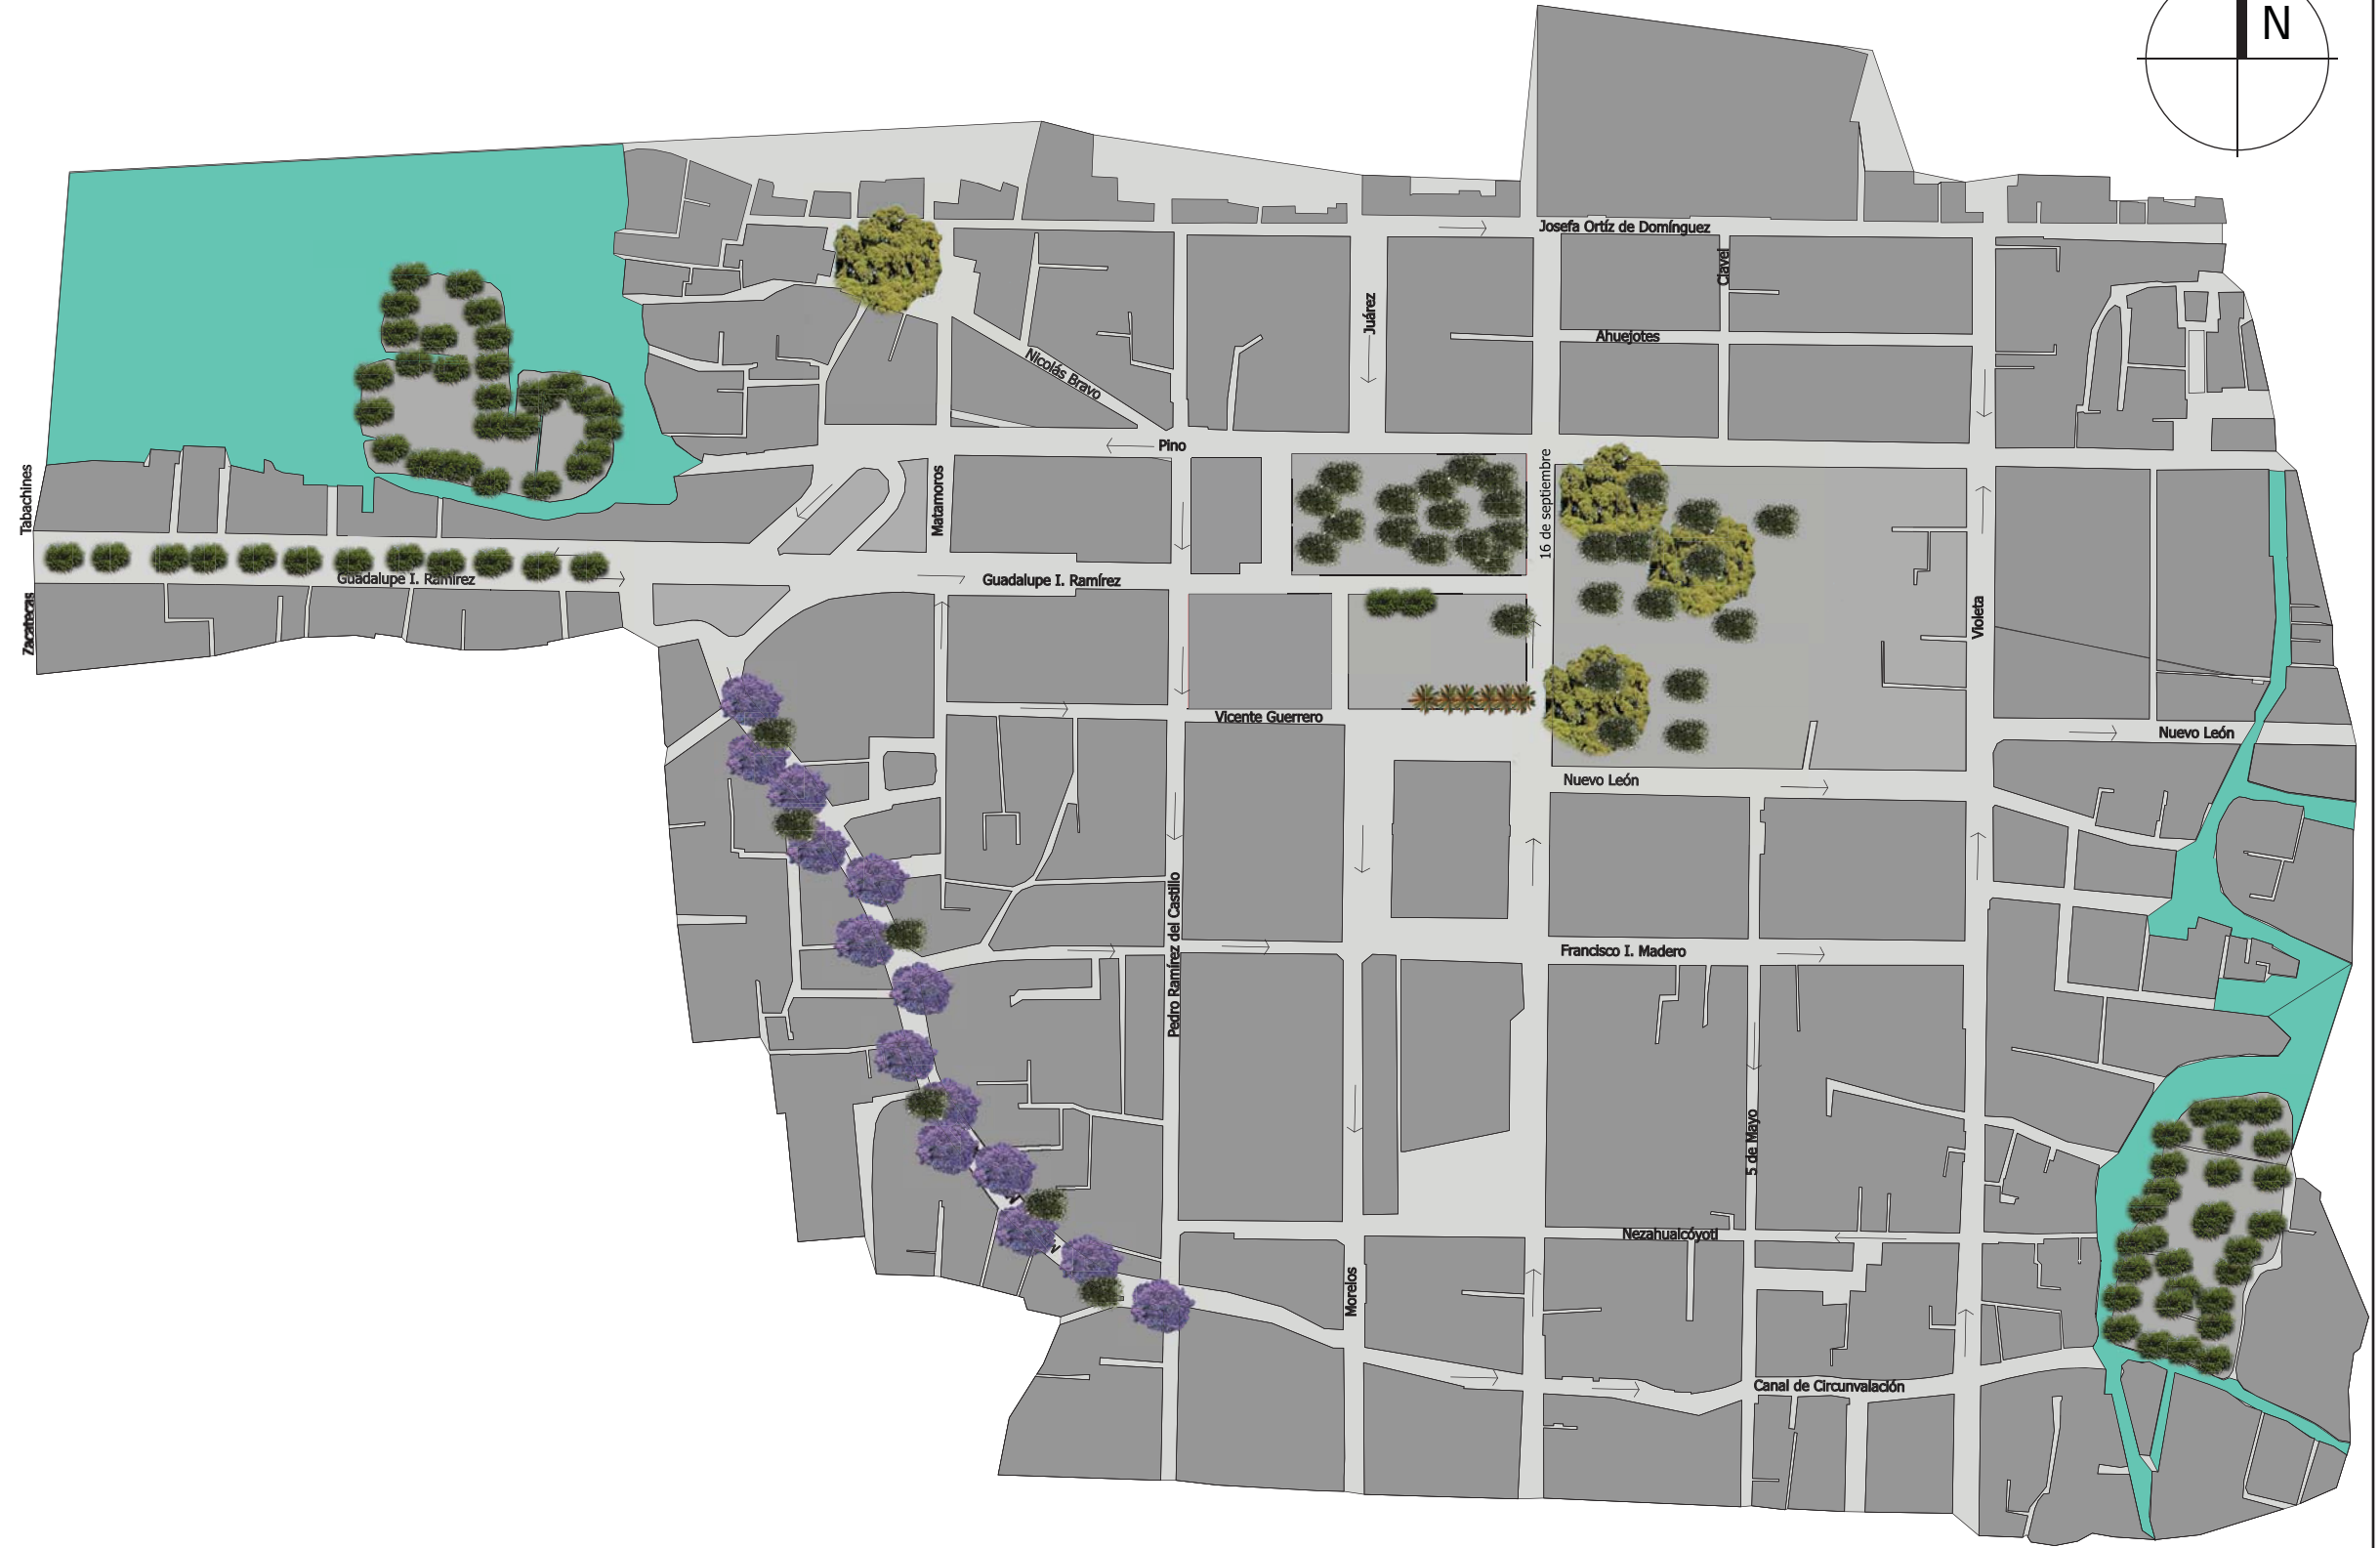 N
Josefa Ortíz de Domínguez
Clavel
Juárez
Ahuejotes
Nicolás Bravo
Pino
Tabachines
Matamoros
16 de septiembre
Guadalupe I. Ramírez
Guadalupe I. Ramírez
Zacatecas
Violeta
Vicente Guerrero
Nuevo León
Nuevo León
Pedro Ramírez del Castillo
Francisco I. Madero
5 de Mayo
Nezahualcóyotl
Morelos
Canal de Circunvalación